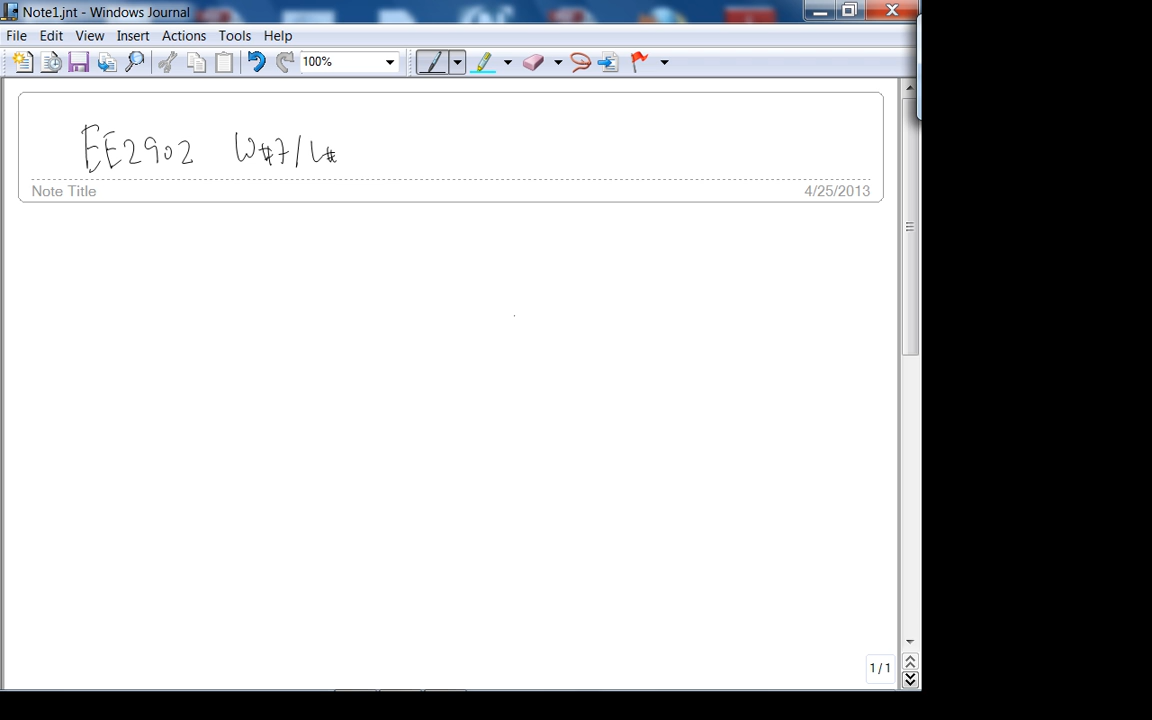 Note1.jnt - Windows Journal
File Edit View Insert Actions Tools Help
100%
EE2902 W#7/L#
Note Title 4/25/2013
1/1